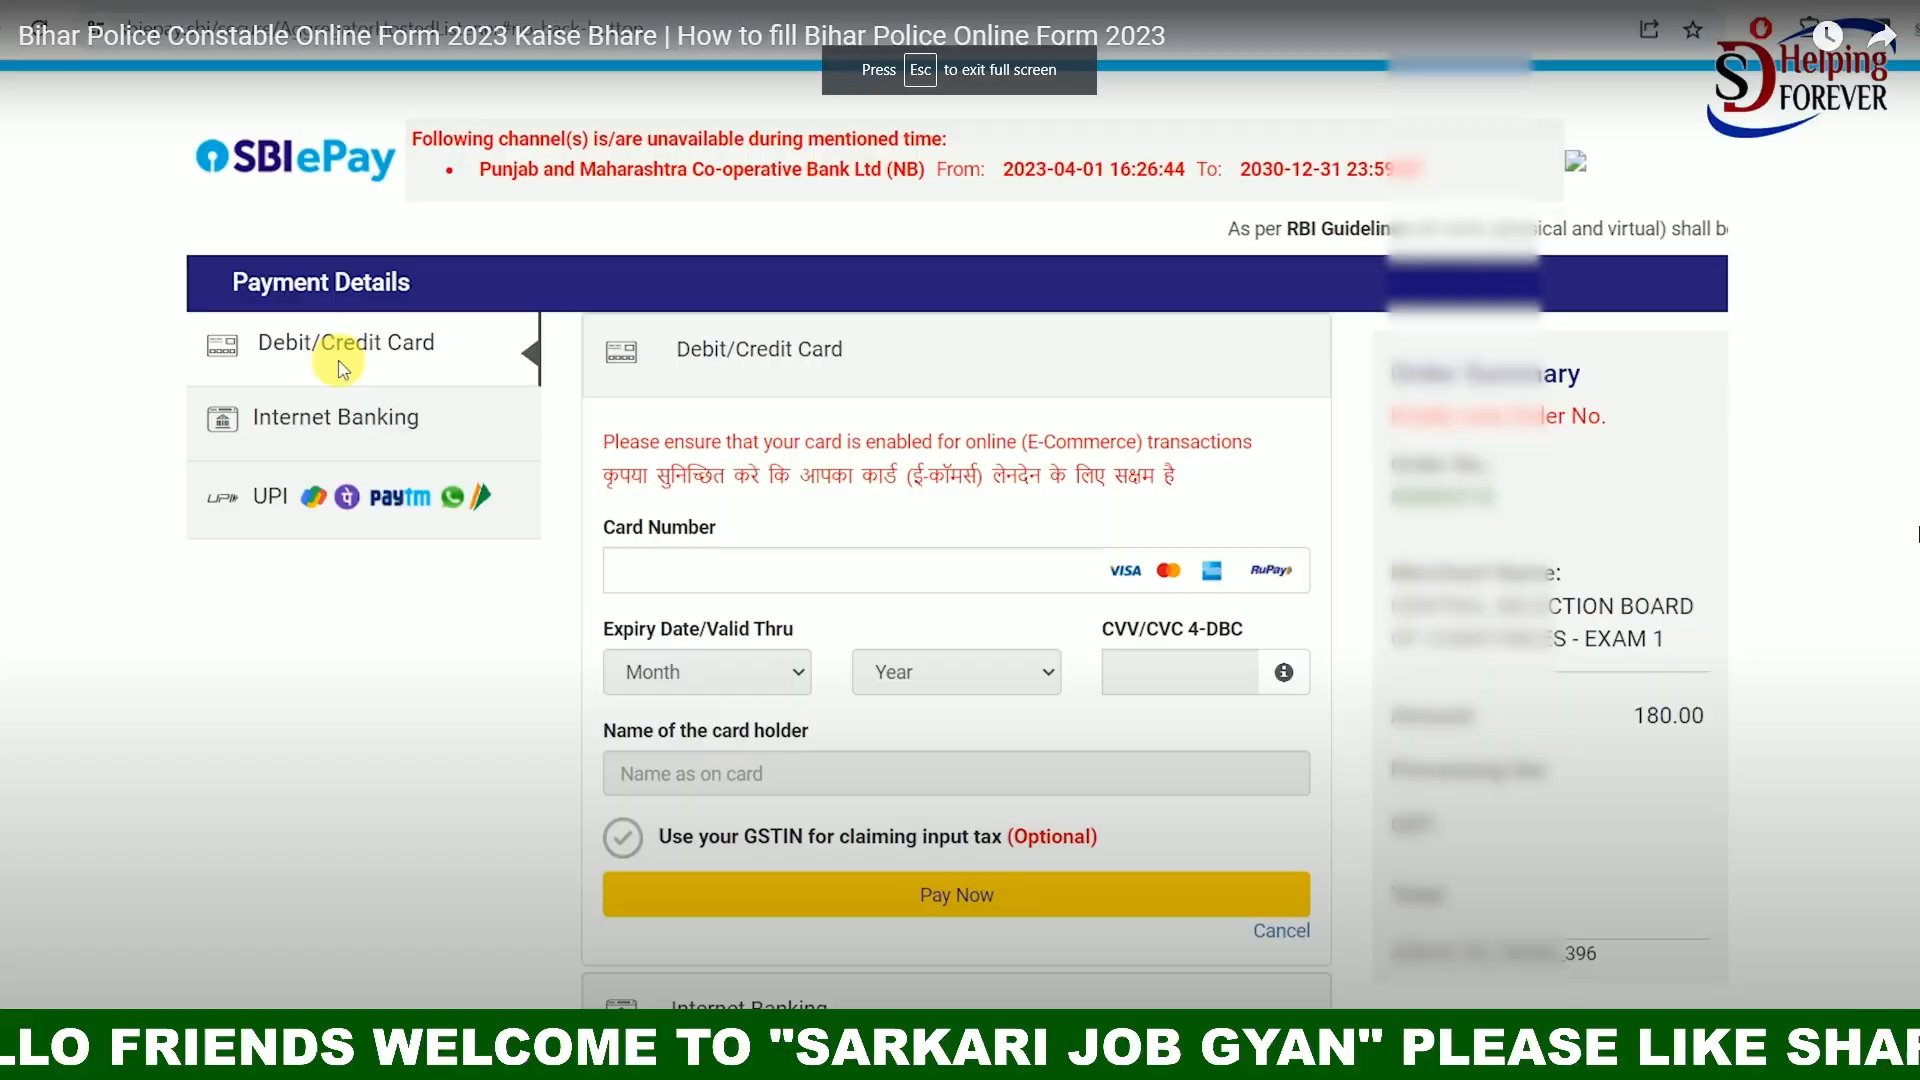 Bihar Police Constable Online Form 2023 Kaise Bhare | How to fill Bihar Police Online Form 2023
Press Esc to exit full screen
SD Helping FOREVER
SBI ePay
Following channel(s) is/are unavailable during mentioned time:
Punjab and Maharashtra Co-operative Bank Ltd (NB) From: 2023-04-01 16:26:44 To: 2030-12-31 23:59
As per RBI Guidelin ical and virtual) shall be
Payment Details
Debit/Credit Card
Internet Banking
UPI UPI पे paytm
Debit/Credit Card
Please ensure that your card is enabled for online (E-Commerce) transactions
कृपया सुनिच्छित करे कि आपका कार्ड (ई-कॉमर्स) लेनदेन के लिए सक्षम है
Card Number
VISA RuPay
Expiry Date/Valid Thru CVV/CVC 4-DBC
Month Year
Name of the card holder
Name as on card
Use your GSTIN for claiming input tax (Optional)
Pay Now
Cancel
Internet Banking
ary
er No.
e:
CTION BOARD
S - EXAM 1
180.00
396
LLO FRIENDS WELCOME TO "SARKARI JOB GYAN" PLEASE LIKE SHAR